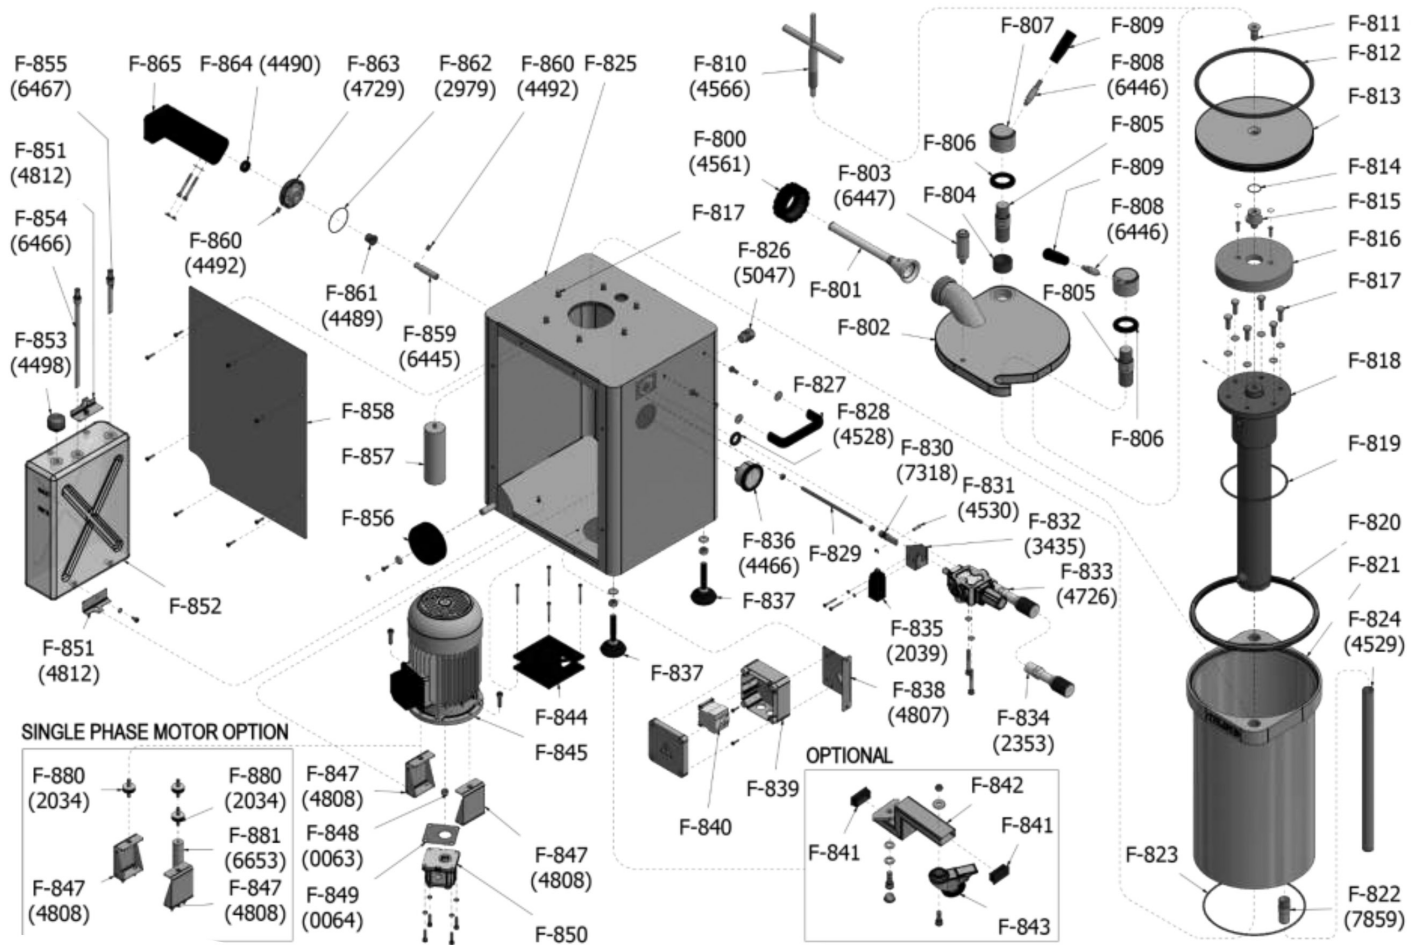 F-855
(6467)
F-865
F-864 (4490)
F-863
(4729)
F-862
(2979)
F-860
(4492)
F-825
F-810
(4566)
F-807
F-809
F-808
(6446)
F-811
F-812
F-813
F-851
(4812)
F-854
(6466)
F-853
(4498)
F-860
(4492)
F-861
(4489)
F-859
(6445)
F-817
F-826
(5047)
F-800
(4561)
F-803
(6447)
F-801
F-802
F-806
F-804
F-805
F-809
F-808
(6446)
F-805
F-806
F-814
F-815
F-816
F-817
F-818
F-819
F-820
F-821
F-824
(4529)
F-858
F-857
F-856
F-827
F-828
(4528)
F-830
(7318)
F-831
(4530)
F-832
(3435)
F-833
(4726)
F-836
(4466)
F-829
F-837
F-837
F-835
(2039)
F-834
(2353)
F-838
(4807)
F-852
F-851
(4812)
F-844
F-845
F-839
F-840
SINGLE PHASE MOTOR OPTION
F-880
(2034)
F-880
(2034)
F-881
(6653)
F-847
(4808)
F-847
(4808)
F-847
(4808)
F-848
(0063)
F-849
(0064)
F-847
(4808)
F-850
OPTIONAL
F-842
F-841
F-841
F-843
F-823
F-822
(7859)